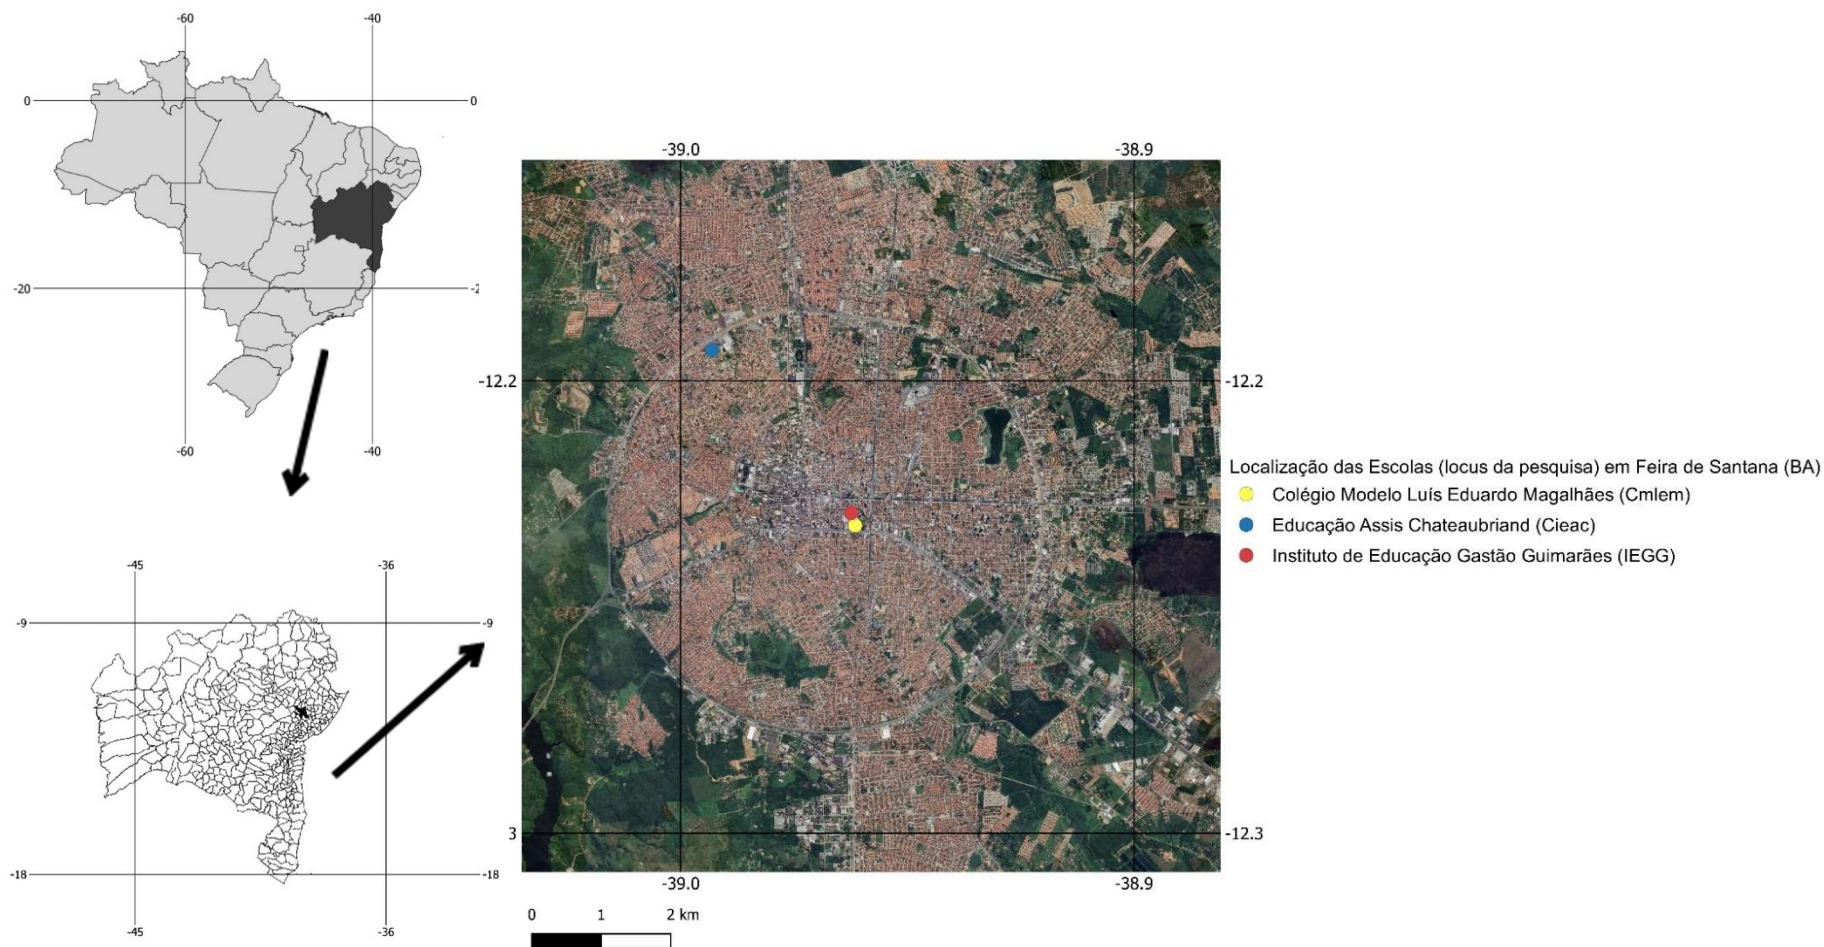 -60 -40
0 0
-20 -2
-60 -40
-45 -36
-9 -9
-18 -18
-45 -36
-39.0 -38.9
-12.2 -12.2
3 -12.3
-39.0 -38.9
0 1 2 km
Localização das Escolas (locus da pesquisa) em Feira de Santana (BA)
Colégio Modelo Luís Eduardo Magalhães (Cmlem)
Educação Assis Chateaubriand (Cieac)
Instituto de Educação Gastão Guimarães (IEGG)